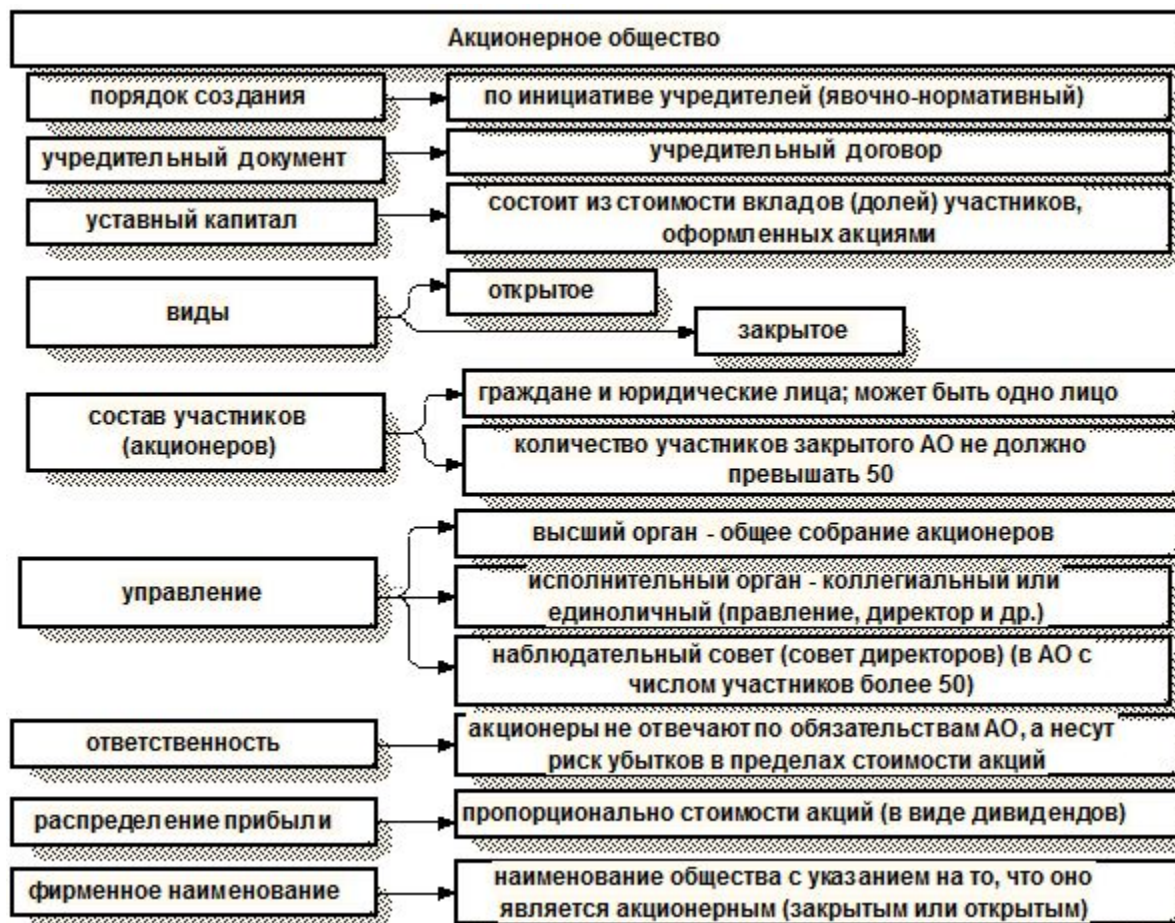 Акционерное общество
порядок создания
по инициативе учредителей (явочно-нормативный)
учредительный документ
учредительный договор
уставный капитал
состоит из стоимости вкладов (долей) участников,
оформленных акциями
виды
открытое
закрытое
состав участников
(акционеров)
граждане и юридические лица; может быть одно лицо
количество участников закрытого АО не должно
превышать 50
управление
высший орган - общее собрание акционеров
исполнительный орган - коллегиальный или
единоличный (правление, директор и др.)
наблюдательный совет (совет директоров) (в АО с
числом участников более 50)
ответственность
акционеры не отвечают по обязательствам АО, а несут
риск убытков в пределах стоимости акций
распределение прибыли
пропорционально стоимости акций (в виде дивидендов)
фирменное наименование
наименование общества с указанием на то, что оно
является акционерным (закрытым или открытым)